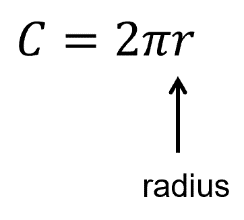 C = 2πr
radius